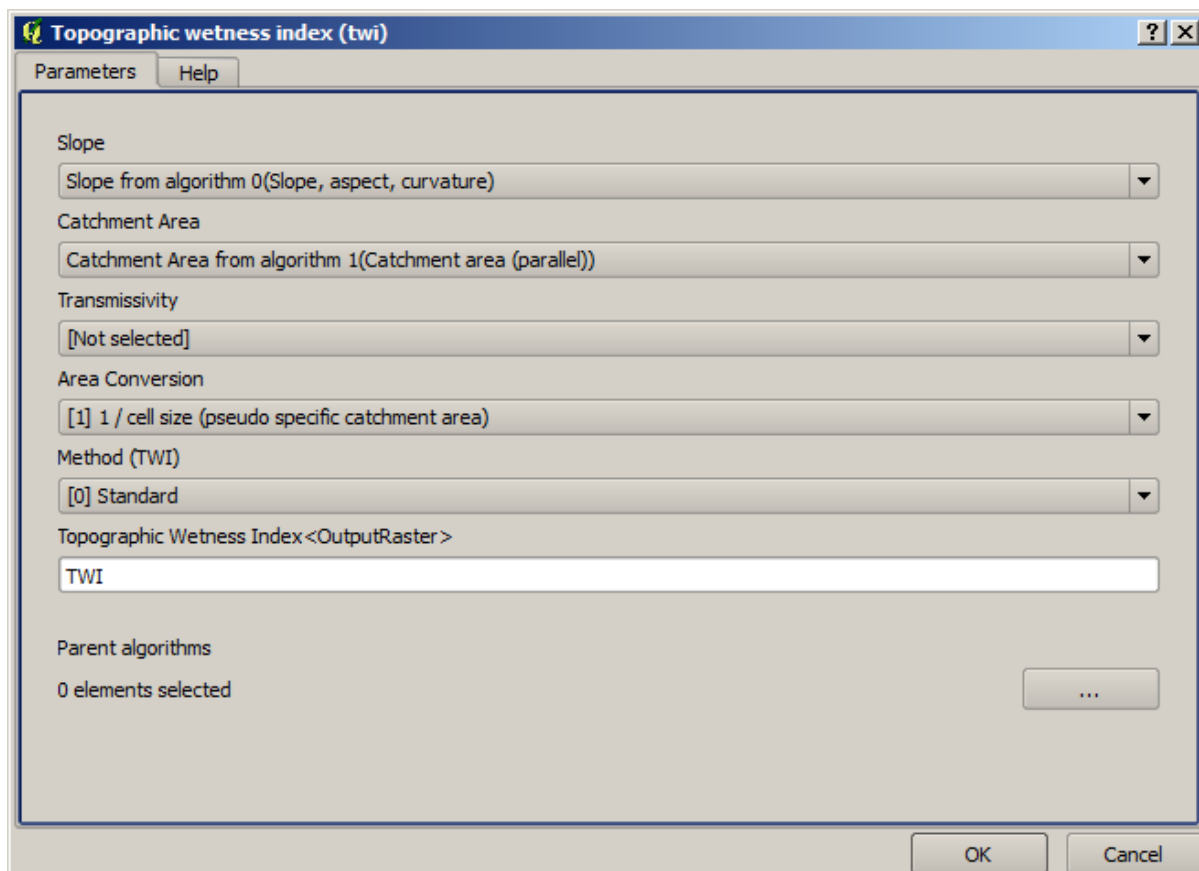 Topographic wetness index (twi)
Parameters Help
Slope
Slope from algorithm 0(Slope, aspect, curvature)
Catchment Area
Catchment Area from algorithm 1(Catchment area (parallel))
Transmissivity
[Not selected]
Area Conversion
[1] 1 / cell size (pseudo specific catchment area)
Method (TWI)
[0] Standard
Topographic Wetness Index<OutputRaster>
TWI
Parent algorithms
0 elements selected ...
OK Cancel